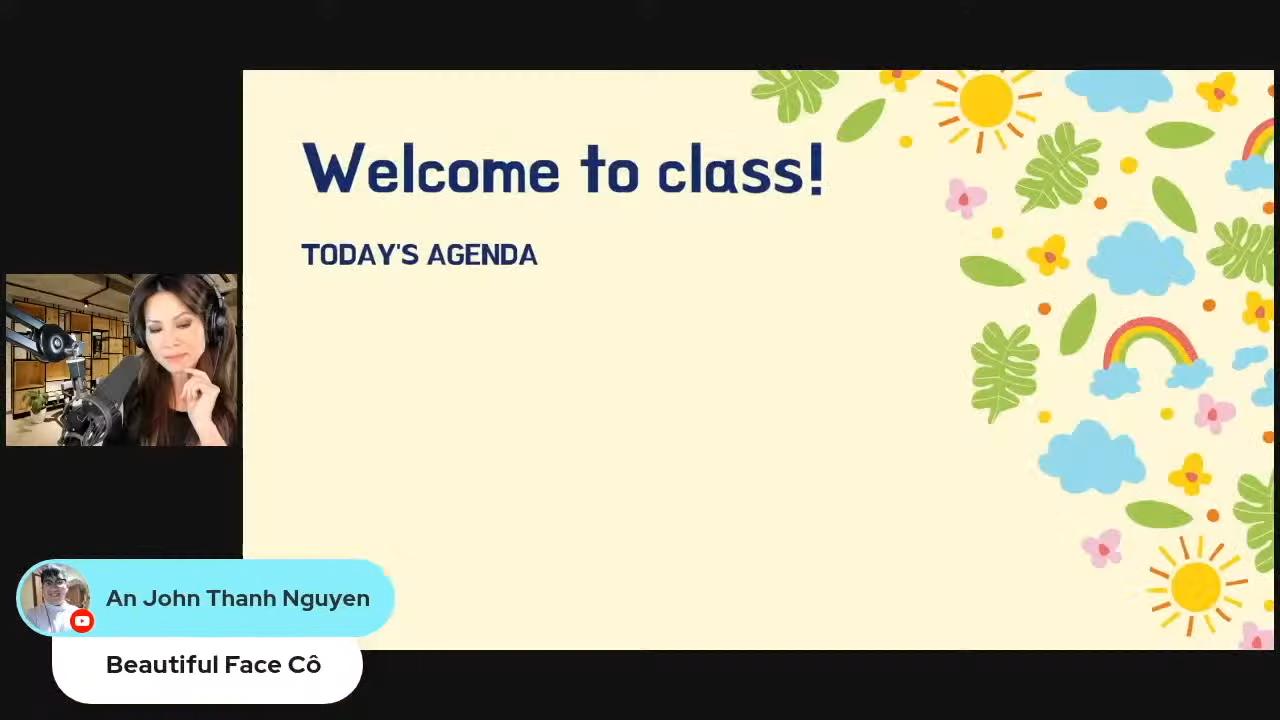 Welcome to class!
TODAY'S AGENDA
An John Thanh Nguyen
Beautiful Face Cô